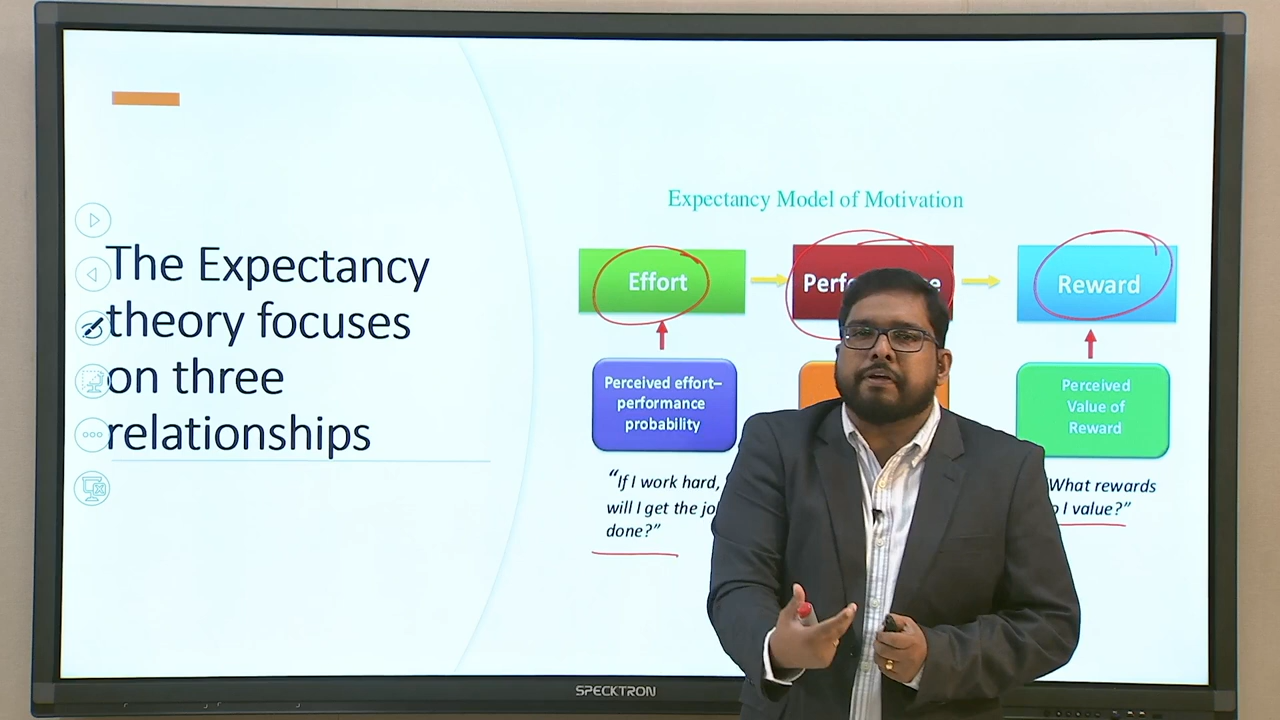 The Expectancy
theory focuses
on three
relationships
Expectancy Model of Motivation
Effort
Reward
Perceived effort–
performance
probability
Perceived
Value of
Reward
“If I work hard,
will I get the
done?”
What rewards
I value?”
SPECKTRON